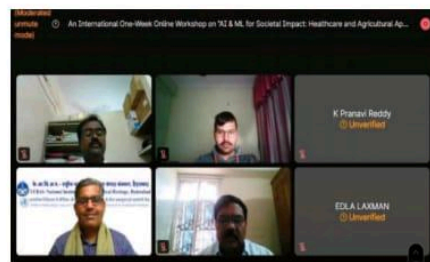 (Moderated
unmute
mode)
An International One-Week Online Workshop on "AI & ML for Societal Impact: Healthcare and Agricultural Ap...
K Pranavi Reddy
Unverified
EDLA LAXMAN
Unverified